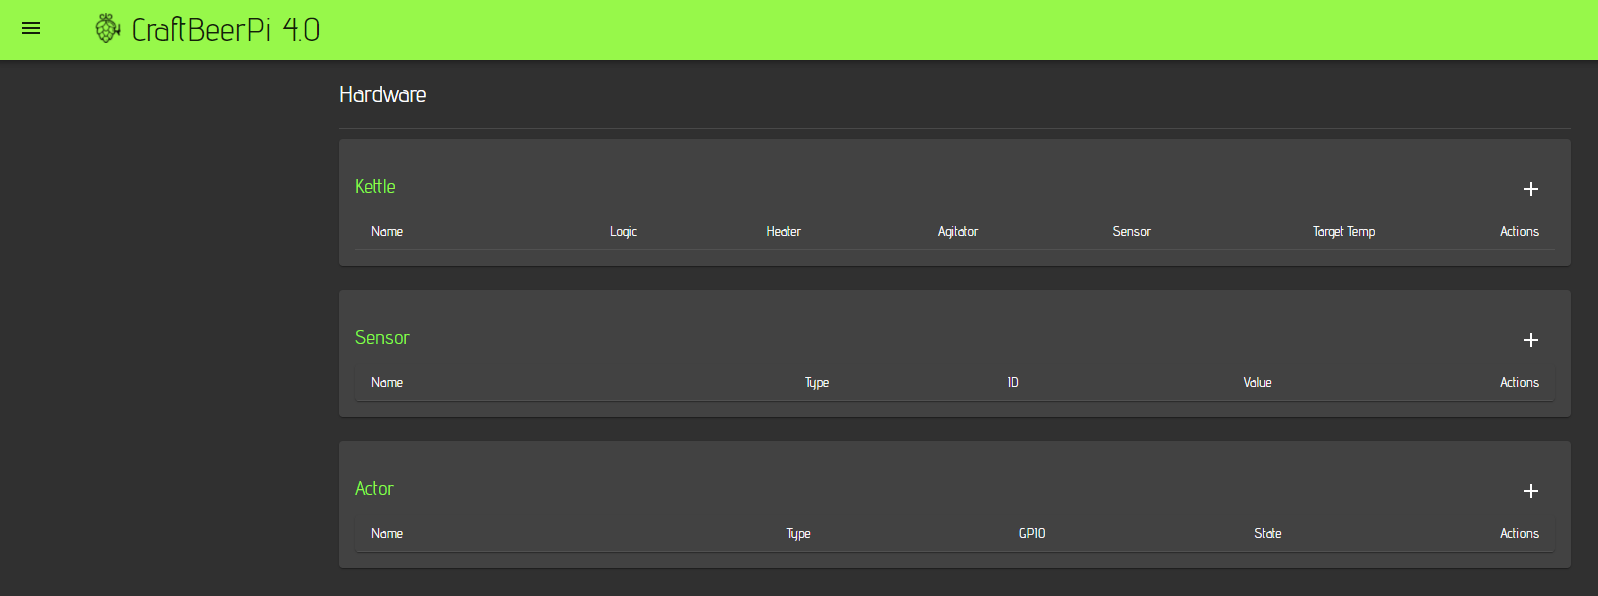 CraftBeerPi 4.0
Hardware
Kettle
Name Logic Heater Agitator Sensor Target Temp Actions
Sensor
Name Type ID Value Actions
Actor
Name Type GPIO State Actions